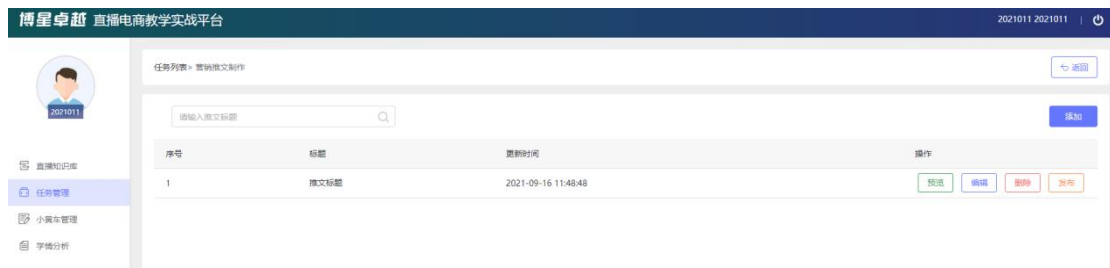 博星卓越 直播电商教学实战平台
2021011 2021011 |
2021011
直播知识库
任务管理
小黄车管理
学情分析
任务列表> 营销推文制作
返回
请输入推文标题
添加
序号 标题 更新时间 操作
1 推文标题 2021-09-16 11:48:48 预览 编辑 删除 发布